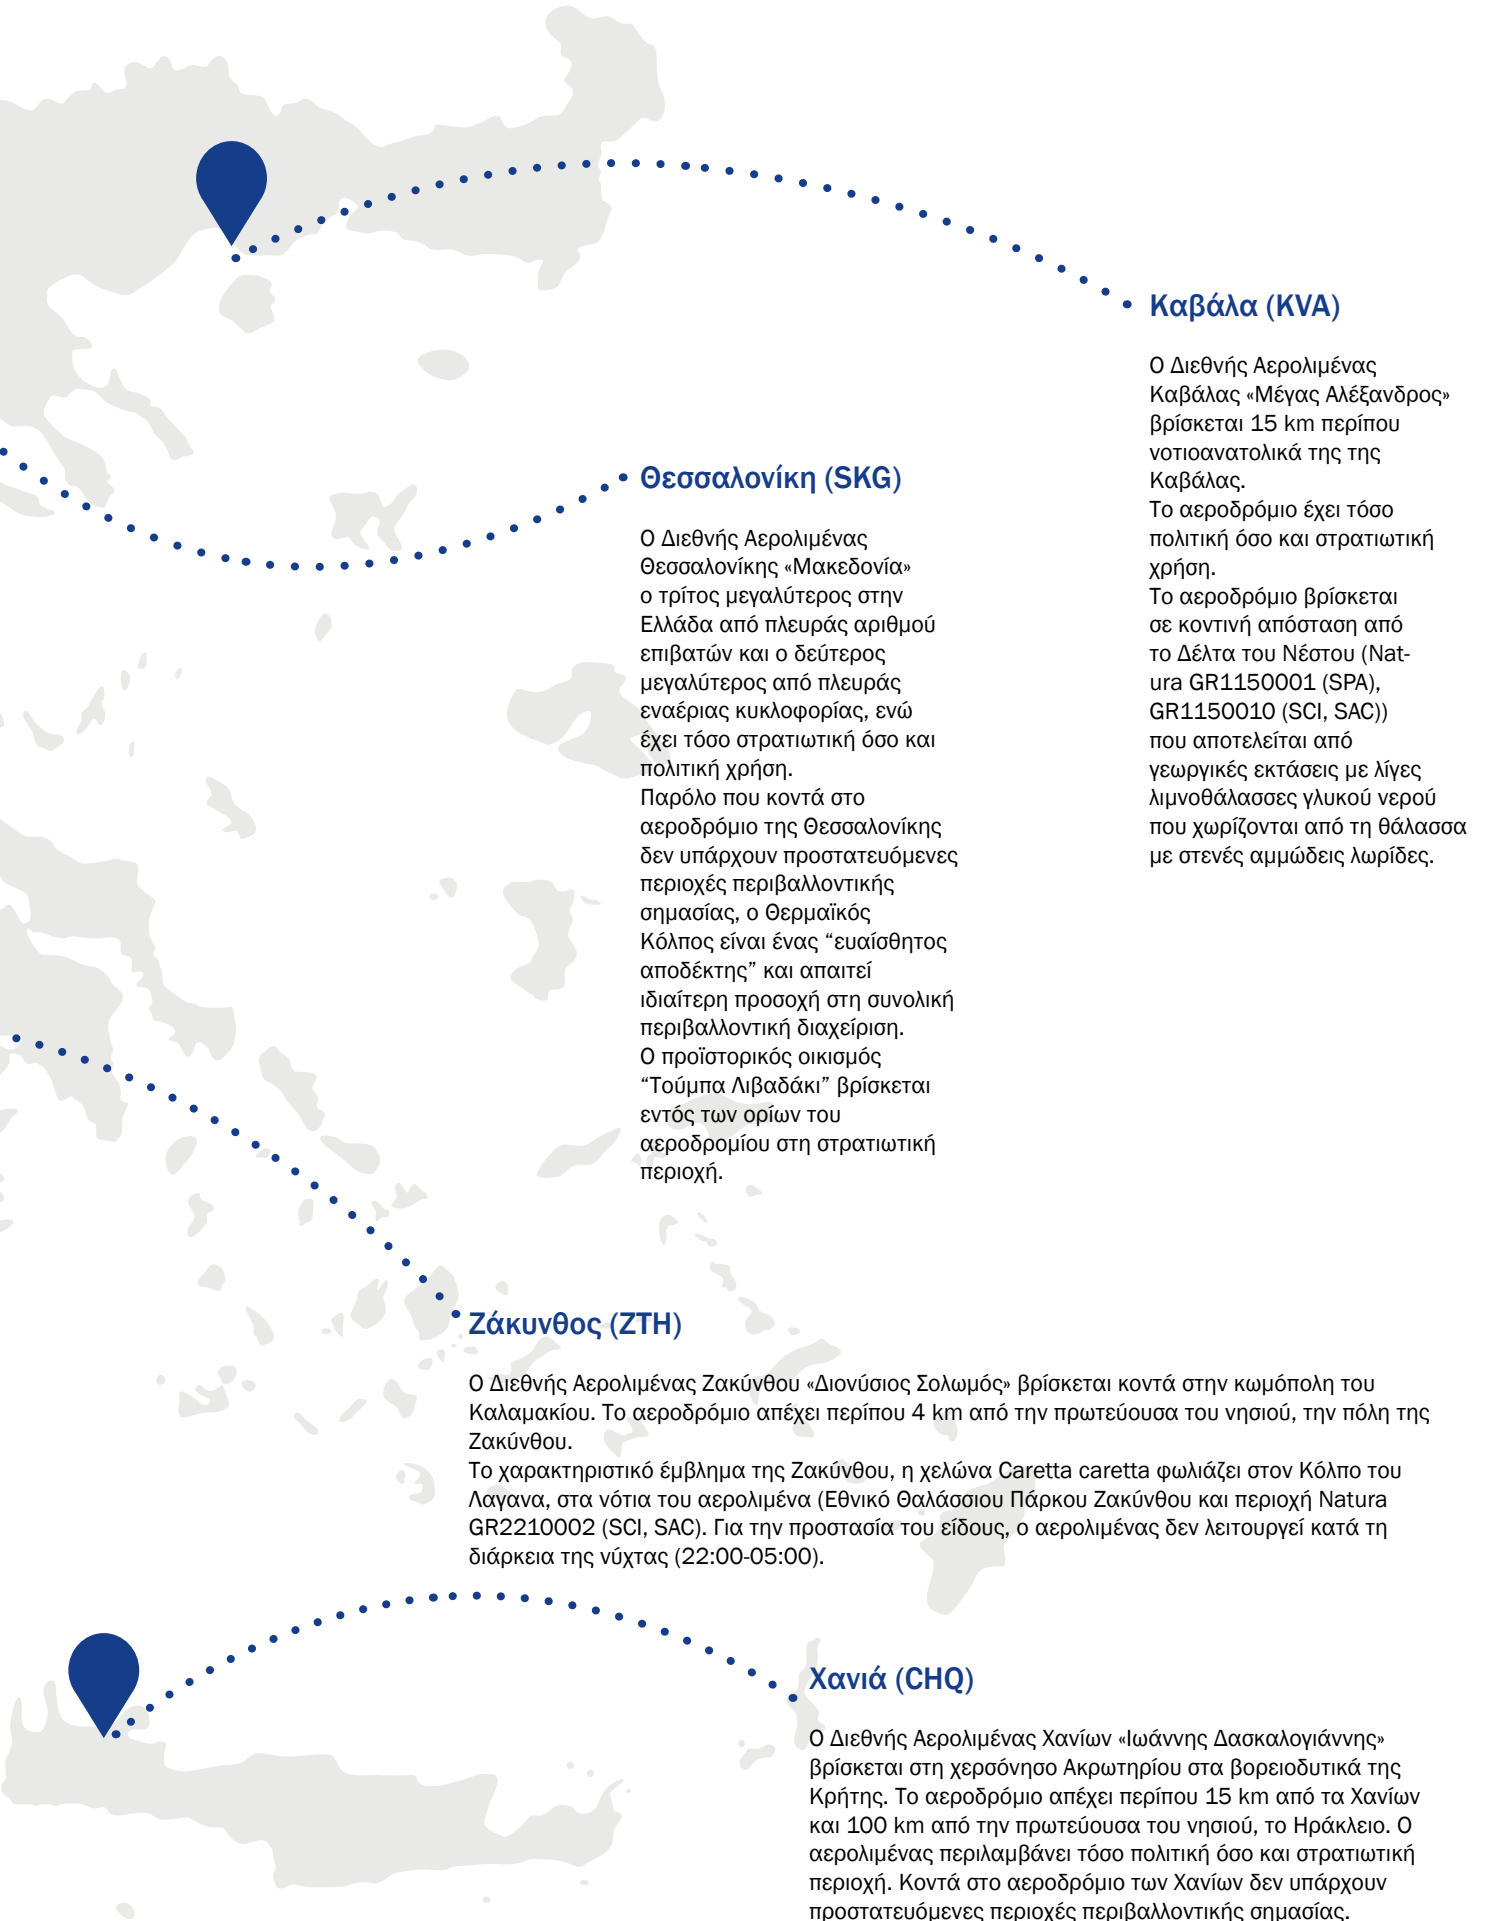 Καβάλα (KVA)
Ο Διεθνής Αερολιμένας
Καβάλας «Μέγας Αλέξανδρος»
βρίσκεται 15 km περίπου
νοτιοανατολικά της της
Καβάλας.
Το αεροδρόμιο έχει τόσο
πολιτική όσο και στρατιωτική
χρήση.
Το αεροδρόμιο βρίσκεται
σε κοντινή απόσταση από
το Δέλτα του Νέστου (Nat-
ura GR1150001 (SPA),
GR1150010 (SCI, SAC))
που αποτελείται από
γεωργικές εκτάσεις με λίγες
λιμνοθάλασσες γλυκού νερού
που χωρίζονται από τη θάλασσα
με στενές αμμώδεις λωρίδες.
Θεσσαλονίκη (SKG)
Ο Διεθνής Αερολιμένας
Θεσσαλονίκης «Μακεδονία»
ο τρίτος μεγαλύτερος στην
Ελλάδα από πλευράς αριθμού
επιβατών και ο δεύτερος
μεγαλύτερος από πλευράς
εναέριας κυκλοφορίας, ενώ
έχει τόσο στρατιωτική όσο και
πολιτική χρήση.
Παρόλο που κοντά στο
αεροδρόμιο της Θεσσαλονίκης
δεν υπάρχουν προστατευόμενες
περιοχές περιβαλλοντικής
σημασίας, ο Θερμαϊκός
Κόλπος είναι ένας “ευαίσθητος
αποδέκτης” και απαιτεί
ιδιαίτερη προσοχή στη συνολική
περιβαλλοντική διαχείριση.
Ο προϊστορικός οικισμός
“Τούμπα Λιβαδάκι” βρίσκεται
εντός των ορίων του
αεροδρομίου στη στρατιωτική
περιοχή.
Ζάκυνθος (ZTH)
Ο Διεθνής Αερολιμένας Ζακύνθου «Διονύσιος Σολωμός» βρίσκεται κοντά στην κωμόπολη του
Καλαμακίου. Το αεροδρόμιο απέχει περίπου 4 km από την πρωτεύουσα του νησιού, την πόλη της
Ζακύνθου.
Το χαρακτηριστικό έμβλημα της Ζακύνθου, η χελώνα Caretta caretta φωλιάζει στον Κόλπο του
Λαγανα, στα νότια του αερολιμένα (Εθνικό Θαλάσσιου Πάρκου Ζακύνθου και περιοχή Natura
GR2210002 (SCI, SAC). Για την προστασία του είδους, ο αερολιμένας δεν λειτουργεί κατά τη
διάρκεια της νύχτας (22:00-05:00).
Χανιά (CHQ)
Ο Διεθνής Αερολιμένας Χανίων «Ιωάννης Δασκαλογιάννης»
βρίσκεται στη χερσόνησο Ακρωτηρίου στα βορειοδυτικά της
Κρήτης. Το αεροδρόμιο απέχει περίπου 15 km από τα Χανίων
και 100 km από την πρωτεύουσα του νησιού, το Ηράκλειο. Ο
αερολιμένας περιλαμβάνει τόσο πολιτική όσο και στρατιωτική
περιοχή. Κοντά στο αεροδρόμιο των Χανίων δεν υπάρχουν
προστατευόμενες περιοχές περιβαλλοντικής σημασίας.